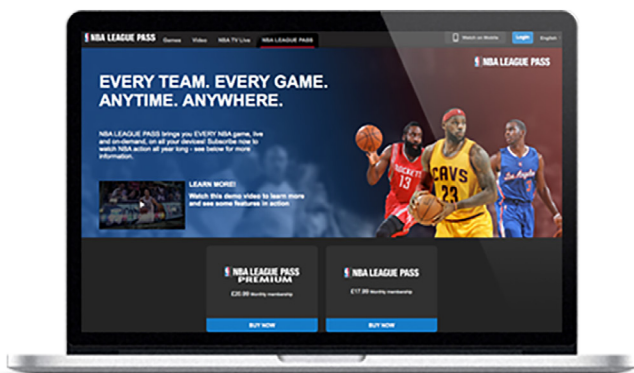 NBA LEAGUE PASS
Games
Video
NBA TV Live
NBA LEAGUE PASS
Watch on Mobile
Login
English
NBA LEAGUE PASS
EVERY TEAM. EVERY GAME.
ANYTIME. ANYWHERE.
NBA LEAGUE PASS brings you EVERY NBA game, live
and on-demand, on all your devices! Subscribe now to
watch NBA action all year long - see below for more
information.
LEARN MORE!
Watch this demo video to learn more
and see some features in action
ROCKETS
13
CAVS
23
Los Angeles
3
NBA LEAGUE PASS
PREMIUM
£20.99 Monthly membership
BUY NOW
NBA LEAGUE PASS
£17.99 Monthly membership
BUY NOW